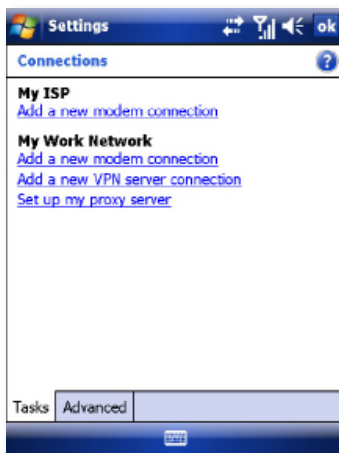 Settings ok
Connections ?
My ISP
Add a new modem connection
My Work Network
Add a new modem connection
Add a new VPN server connection
Set up my proxy server
Tasks Advanced